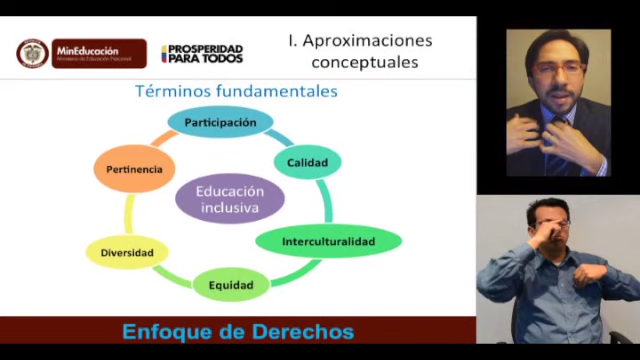 MinEducación
Ministerio de Educación Nacional
PROSPERIDAD
PARA TODOS
I. Aproximaciones
conceptuales
Términos fundamentales
Participación
Calidad
Pertinencia
Educación
inclusiva
Interculturalidad
Diversidad
Equidad
Enfoque de Derechos